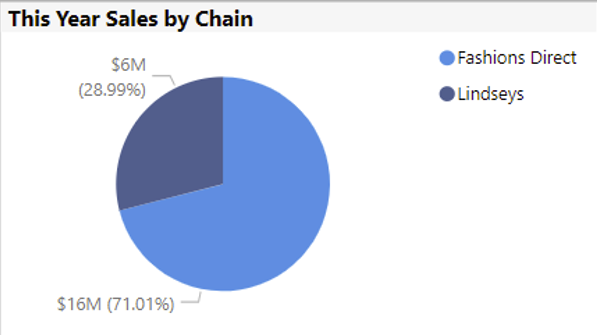 This Year Sales by Chain
$6M
(28.99%)
Fashions Direct
Lindseys
$16M (71.01%)